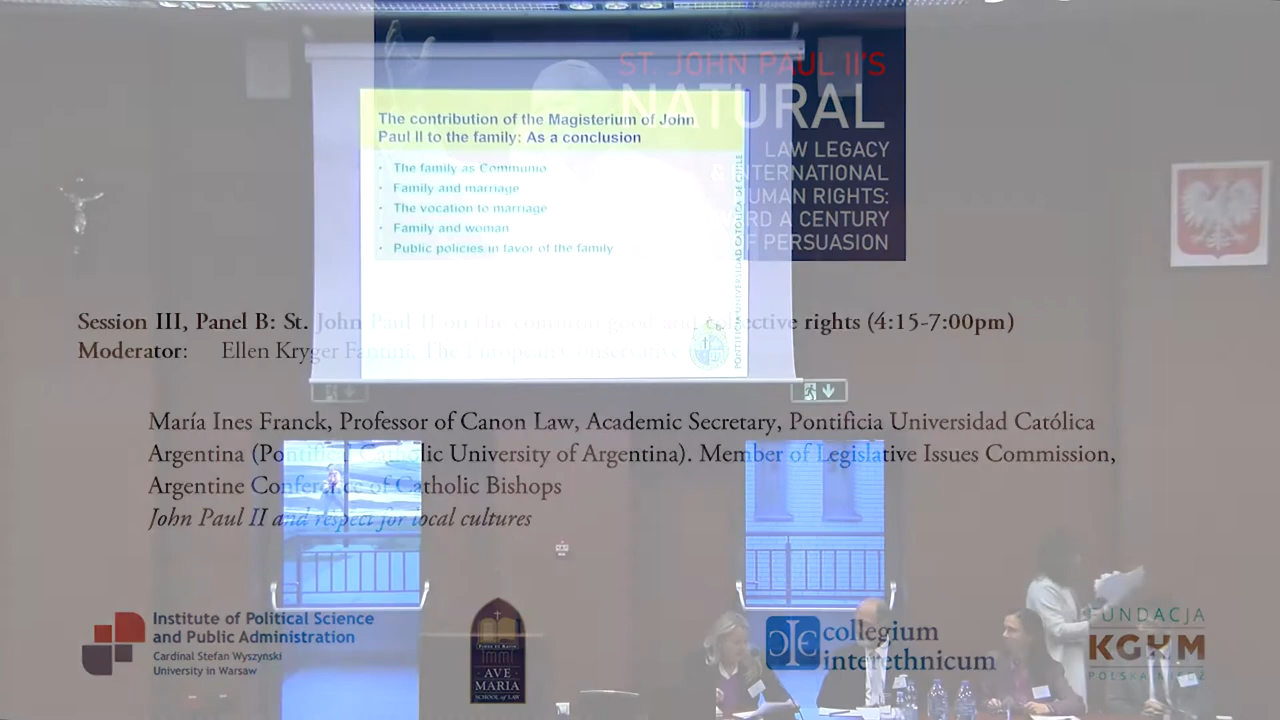 ST. JOHN PAUL II'S
NATURAL
LAW LEGACY
& INTERNATIONAL
HUMAN RIGHTS:
TOWARD A CENTURY
OF PERSUASION
The contribution of the Magisterium of John
Paul II to the family: As a conclusion
• The family as Communio
• Family and marriage
• The vocation to marriage
• Family and woman
• Public policies in favor of the family
PONTIFICIA UNIVERSIDAD CATOLICA DE CHILE
Session III, Panel B: St. John Paul II on the common good and collective rights (4:15-7:00pm)
Moderator: Ellen Kryger Fantini, The European Conservative
María Ines Franck, Professor of Canon Law, Academic Secretary, Pontificia Universidad Católica
Argentina (Pontifical Catholic University of Argentina). Member of Legislative Issues Commission,
Argentine Conference of Catholic Bishops
John Paul II and respect for local cultures
Institute of Political Science
and Public Administration
Cardinal Stefan Wyszynski
University in Warsaw
AVE
MARIA
SCHOOL of LAW
collegium
interethnicum
FUNDACJA
KGHM
POLSKA MIEDŹ